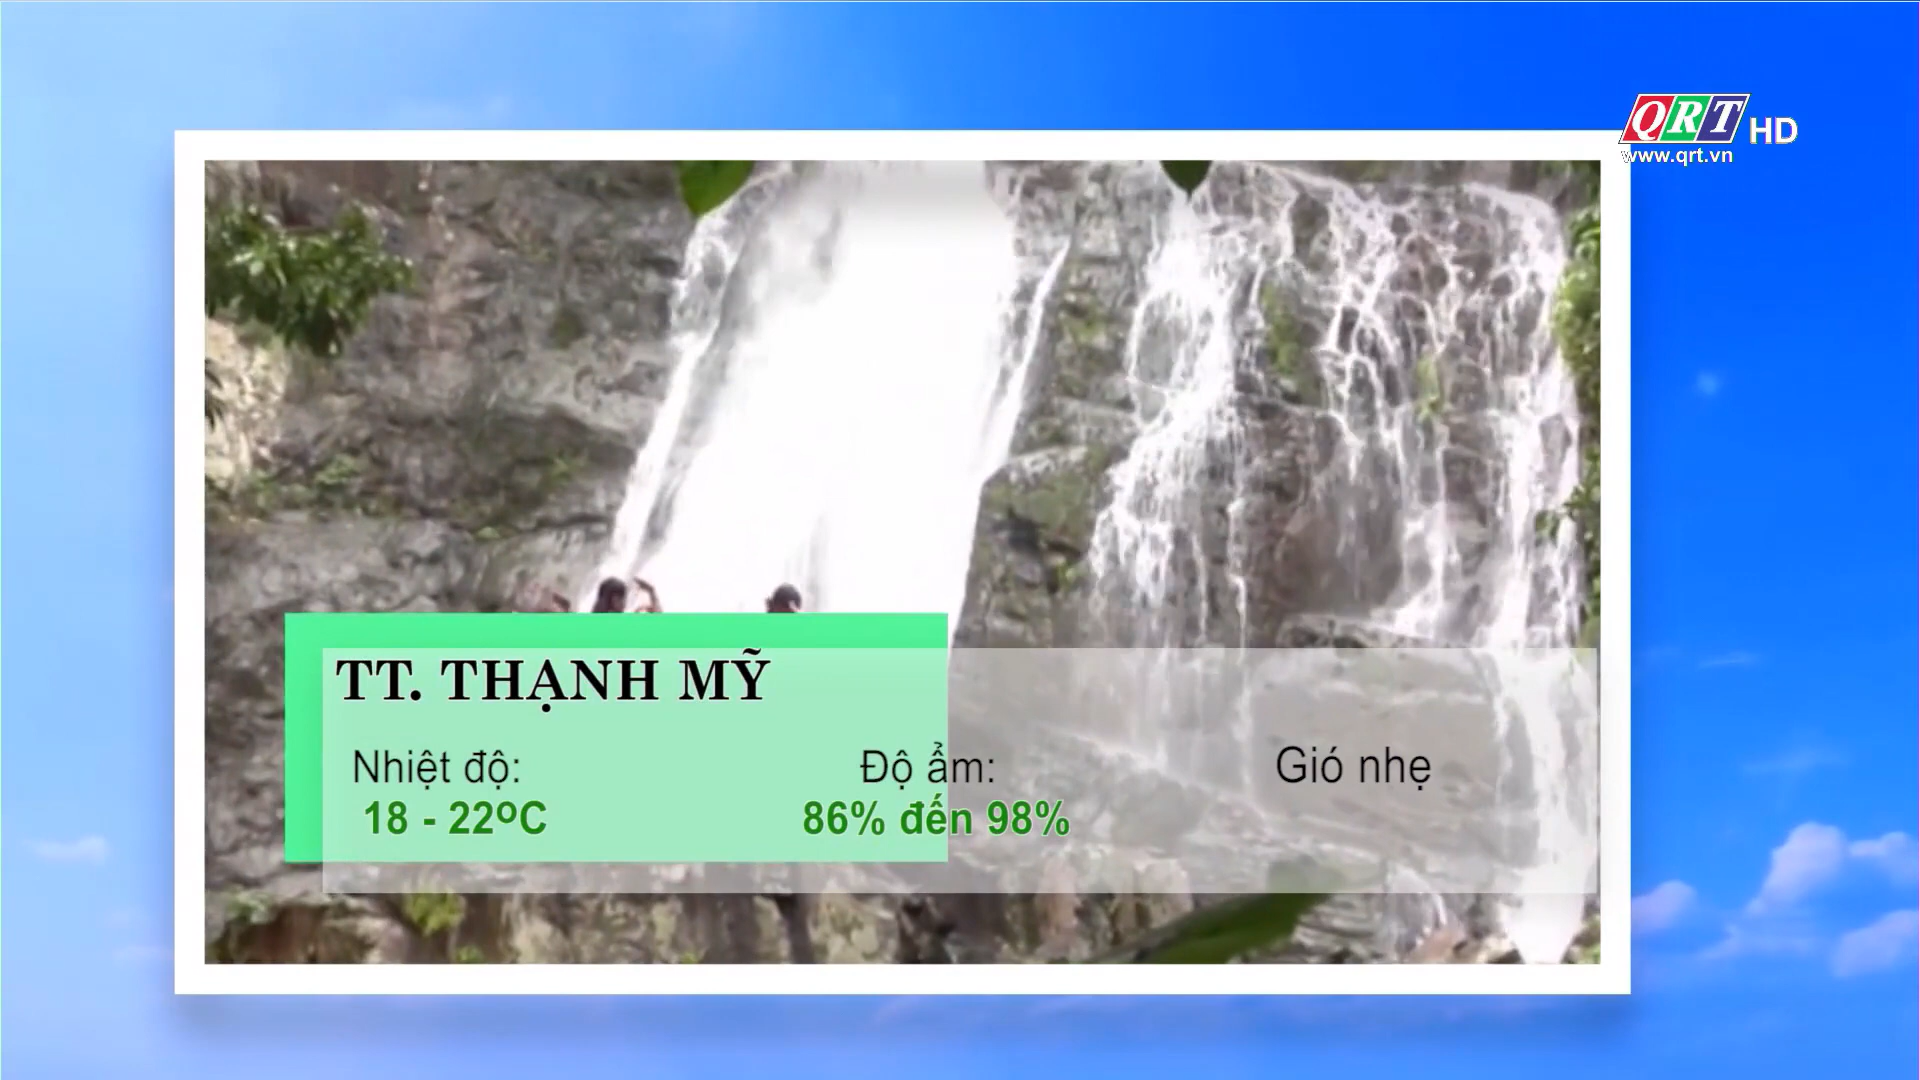 QRT HD
www.qrt.vn
TT. THẠNH MỸ
Nhiệt độ:
18 - 22ºC
Độ ẩm:
86% đến 98%
Gió nhẹ